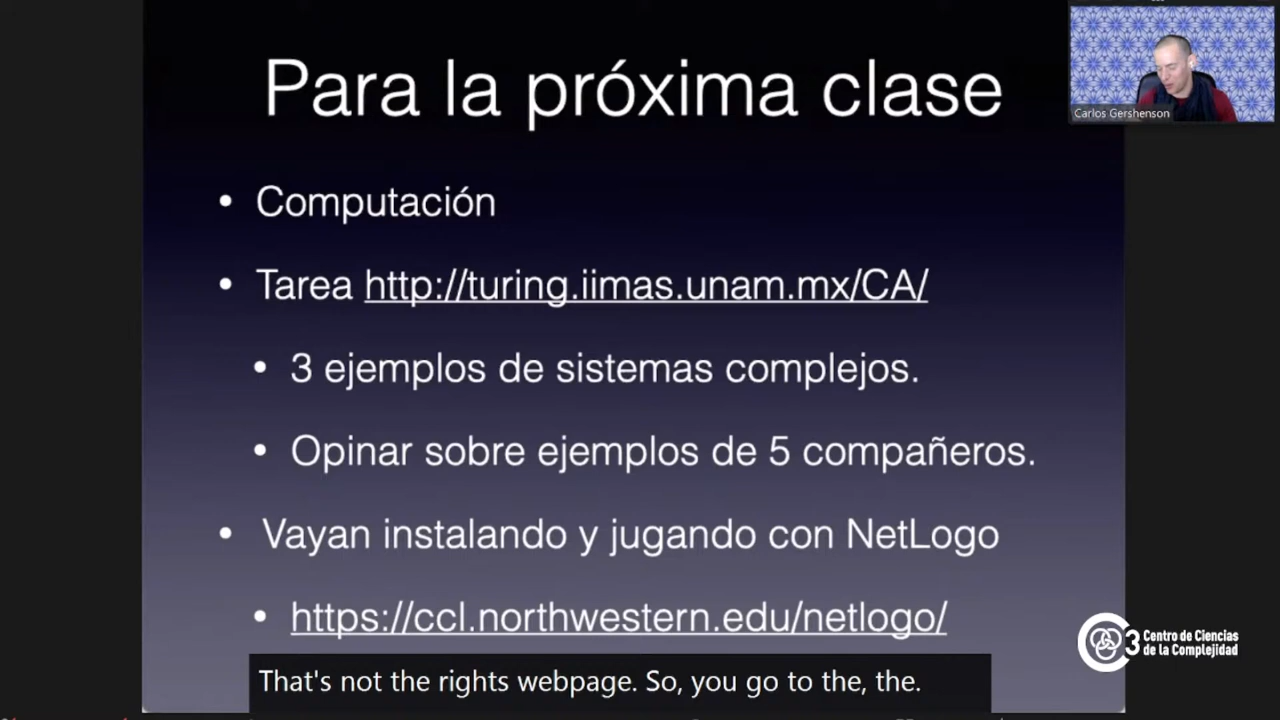 Para la próxima clase
Carlos Gershenson
• Computación
• Tarea http://turing.iimas.unam.mx/CA/
• 3 ejemplos de sistemas complejos.
• Opinar sobre ejemplos de 5 compañeros.
• Vayan instalando y jugando con NetLogo
• https://ccl.northwestern.edu/netlogo/
C3 Centro de Ciencias
de la Complejidad
That's not the rights webpage. So, you go to the, the.